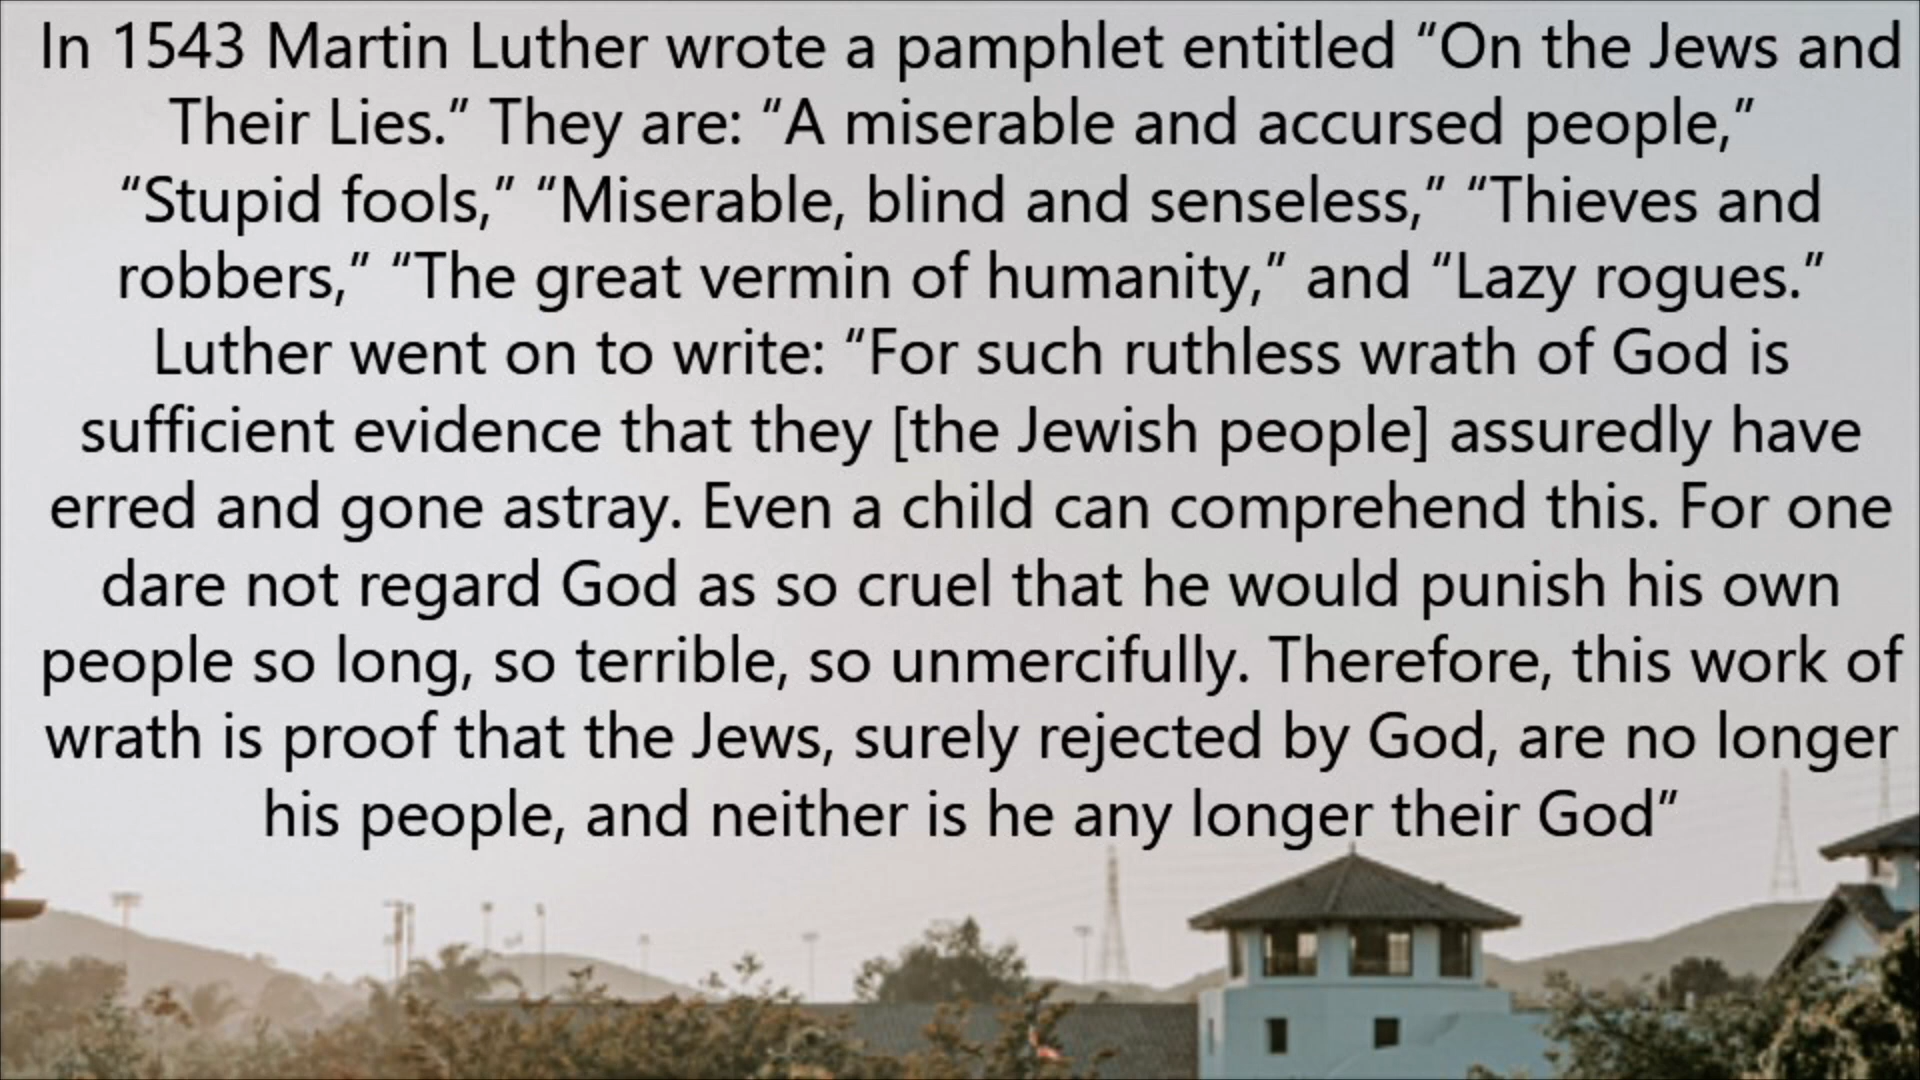 In 1543 Martin Luther wrote a pamphlet entitled “On the Jews and
Their Lies.” They are: “A miserable and accursed people,”
“Stupid fools,” “Miserable, blind and senseless,” “Thieves and
robbers,” “The great vermin of humanity,” and “Lazy rogues.”
Luther went on to write: “For such ruthless wrath of God is
sufficient evidence that they [the Jewish people] assuredly have
erred and gone astray. Even a child can comprehend this. For one
dare not regard God as so cruel that he would punish his own
people so long, so terrible, so unmercifully. Therefore, this work of
wrath is proof that the Jews, surely rejected by God, are no longer
his people, and neither is he any longer their God”